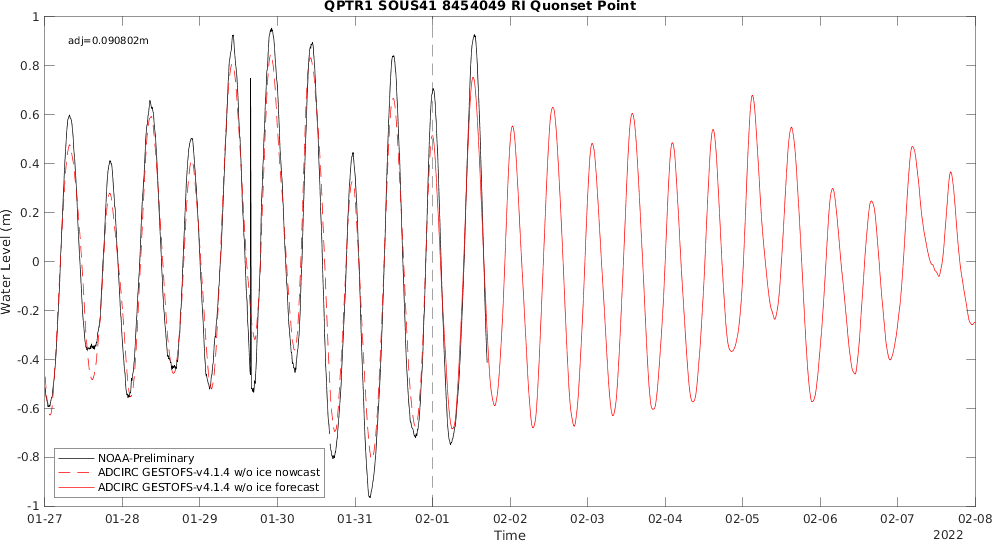 QPTR1 SOUS41 8454049 RI Quonset Point
adj=0.090802m
1
0.8
0.6
0.4
0.2
0
-0.2
-0.4
-0.6
-0.8
-1
Water Level (m)
NOAA-Preliminary
ADCIRC GESTOFS-v4.1.4 w/o ice nowcast
ADCIRC GESTOFS-v4.1.4 w/o ice forecast
01-27 01-28 01-29 01-30 01-31 02-01 02-02 02-03 02-04 02-05 02-06 02-07 02-08
Time
2022